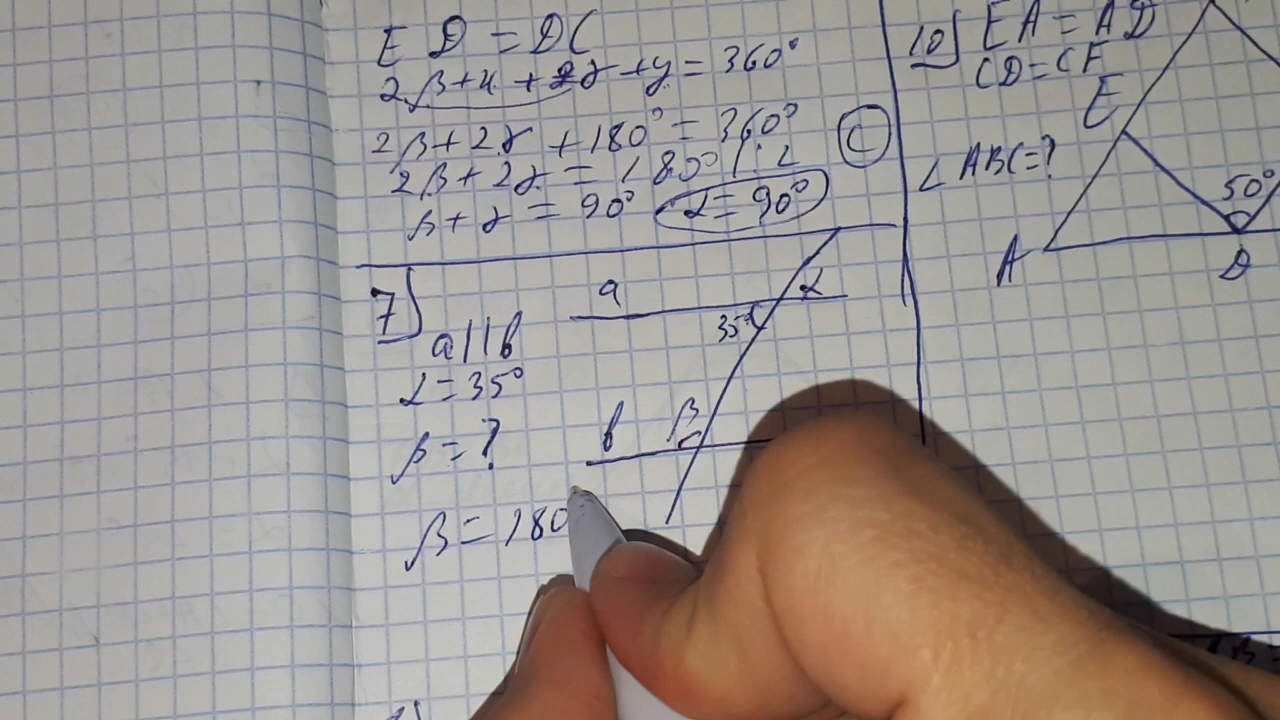 ED = DC
2β+x+2γ+y=360°
2β+2γ+180°=360°
2β+2γ=180° |:2
β+γ=90° α=90° C
7)
a||b
α=35°
β=?
β=180
a α
35°
b β
10) EA=AD
CD=CF
∠ABC=?
E
50°
A D